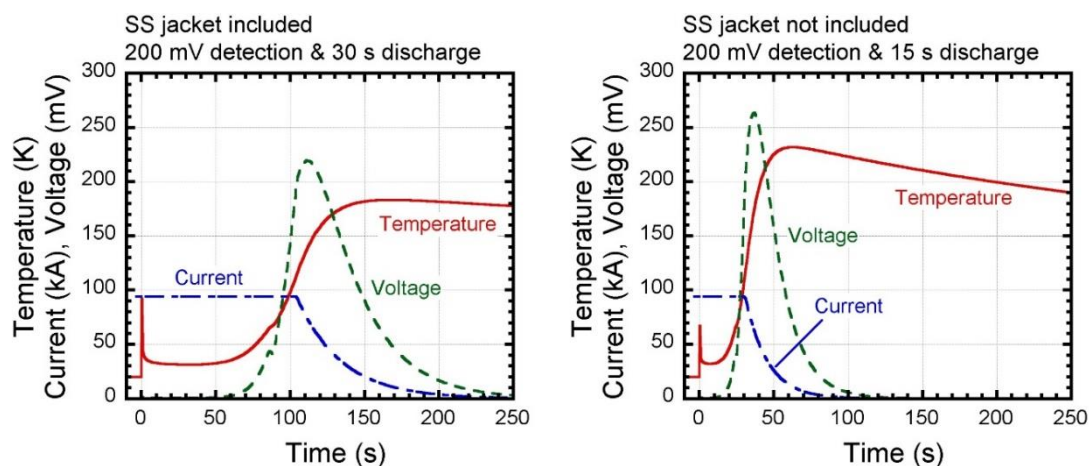 SS jacket included
200 mV detection & 30 s discharge
300
250
200
150
100
50
0
Temperature (K)
Current (kA), Voltage (mV)
Temperature
Current
Voltage
0 50 100 150 200 250
Time (s)
SS jacket not included
200 mV detection & 15 s discharge
300
250
200
150
100
50
0
Temperature (K)
Current (kA), Voltage (mV)
Temperature
Voltage
Current
0 50 100 150 200 250
Time (s)